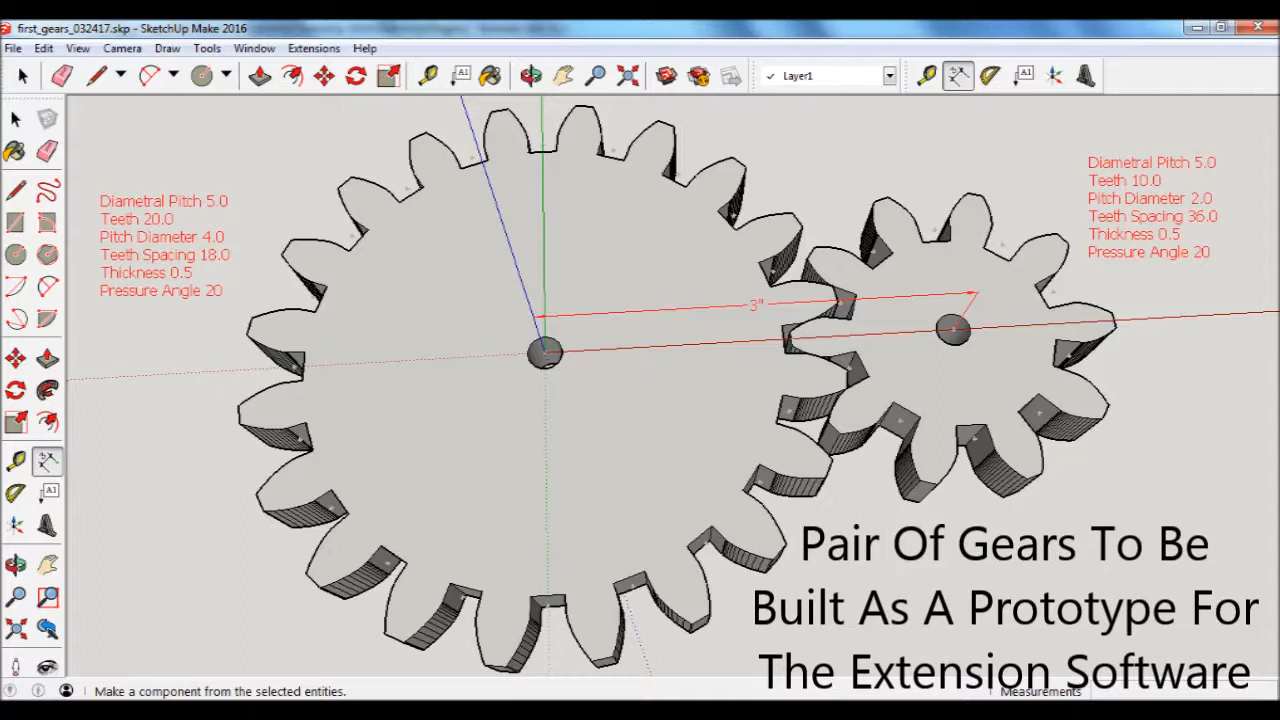 first_gears_032417.skp - SketchUp Make 2016
File Edit View Camera Draw Tools Window Extensions Help
A1
Layer1
A1
Diametral Pitch 5.0
Teeth 20.0
Pitch Diameter 4.0
Teeth Spacing 18.0
Thickness 0.5
Pressure Angle 20
Diametral Pitch 5.0
Teeth 10.0
Pitch Diameter 2.0
Teeth Spacing 36.0
Thickness 0.5
Pressure Angle 20
3"
A1
Pair Of Gears To Be
Built As A Prototype For
The Extension Software
Make a component from the selected entities.
Measurements